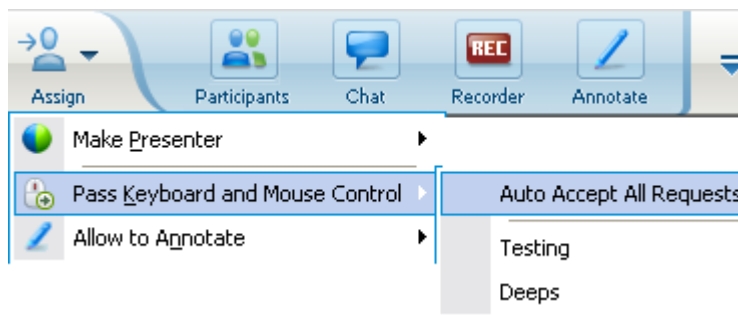 REC
Assign Participants Chat Recorder Annotate
Make Presenter
Pass Keyboard and Mouse Control Auto Accept All Requests
Allow to Annotate
Testing
Deeps